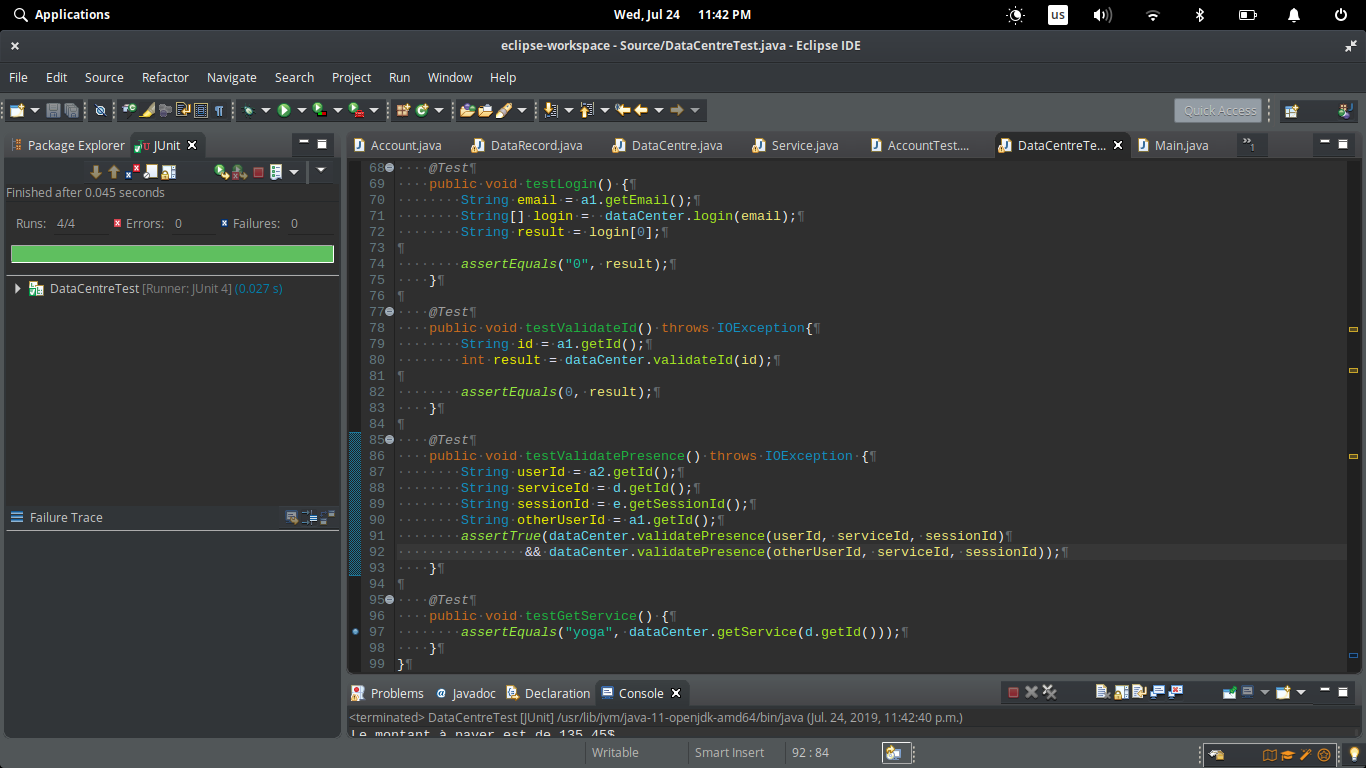 Applications
Wed, Jul 24 11:42 PM
us
eclipse-workspace - Source/DataCentreTest.java - Eclipse IDE
File Edit Source Refactor Navigate Search Project Run Window Help
Quick Access
Package Explorer JUnit
Account.java DataRecord.java DataCentre.java Service.java AccountTest.... DataCentreTe... Main.java »1
Finished after 0.045 seconds
Runs: 4/4 Errors: 0 Failures: 0
DataCentreTest [Runner: JUnit 4] (0.027 s)
Failure Trace
68 ····@Test¶
69 ····public·void·testLogin()·{¶
70 ········String·email·=·a1.getEmail();¶
71 ········String[]·login·=··dataCenter.login(email);¶
72 ········String·result·=·login[0];¶
73 ¶
74 ········assertEquals("0",·result);¶
75 ····}¶
76 ¶
77 ····@Test¶
78 ····public·void·testValidateId()·throws·IOException{¶
79 ········String·id·=·a1.getId();¶
80 ········int·result·=·dataCenter.validateId(id);¶
81 ¶
82 ········assertEquals(0,·result);¶
83 ····}¶
84 ¶
85 ····@Test¶
86 ····public·void·testValidatePresence()·throws·IOException·{¶
87 ········String·userId·=·a2.getId();¶
88 ········String·serviceId·=·d.getId();¶
89 ········String·sessionId·=·e.getSessionId();¶
90 ········String·otherUserId·=·a1.getId();¶
91 ········assertTrue(dataCenter.validatePresence(userId,·serviceId,·sessionId)¶
92 ················&&·dataCenter.validatePresence(otherUserId,·serviceId,·sessionId));¶
93 ····}¶
94 ¶
95 ····@Test¶
96 ····public·void·testGetService()·{¶
97 ········assertEquals("yoga",·dataCenter.getService(d.getId()));¶
98 ····}¶
99 }¶
Problems @ Javadoc Declaration Console
<terminated> DataCentreTest [JUnit] /usr/lib/jvm/java-11-openjdk-amd64/bin/java (Jul. 24, 2019, 11:42:40 p.m.)
Le montant à payer est de 135.45$
Writable Smart Insert 92 : 84